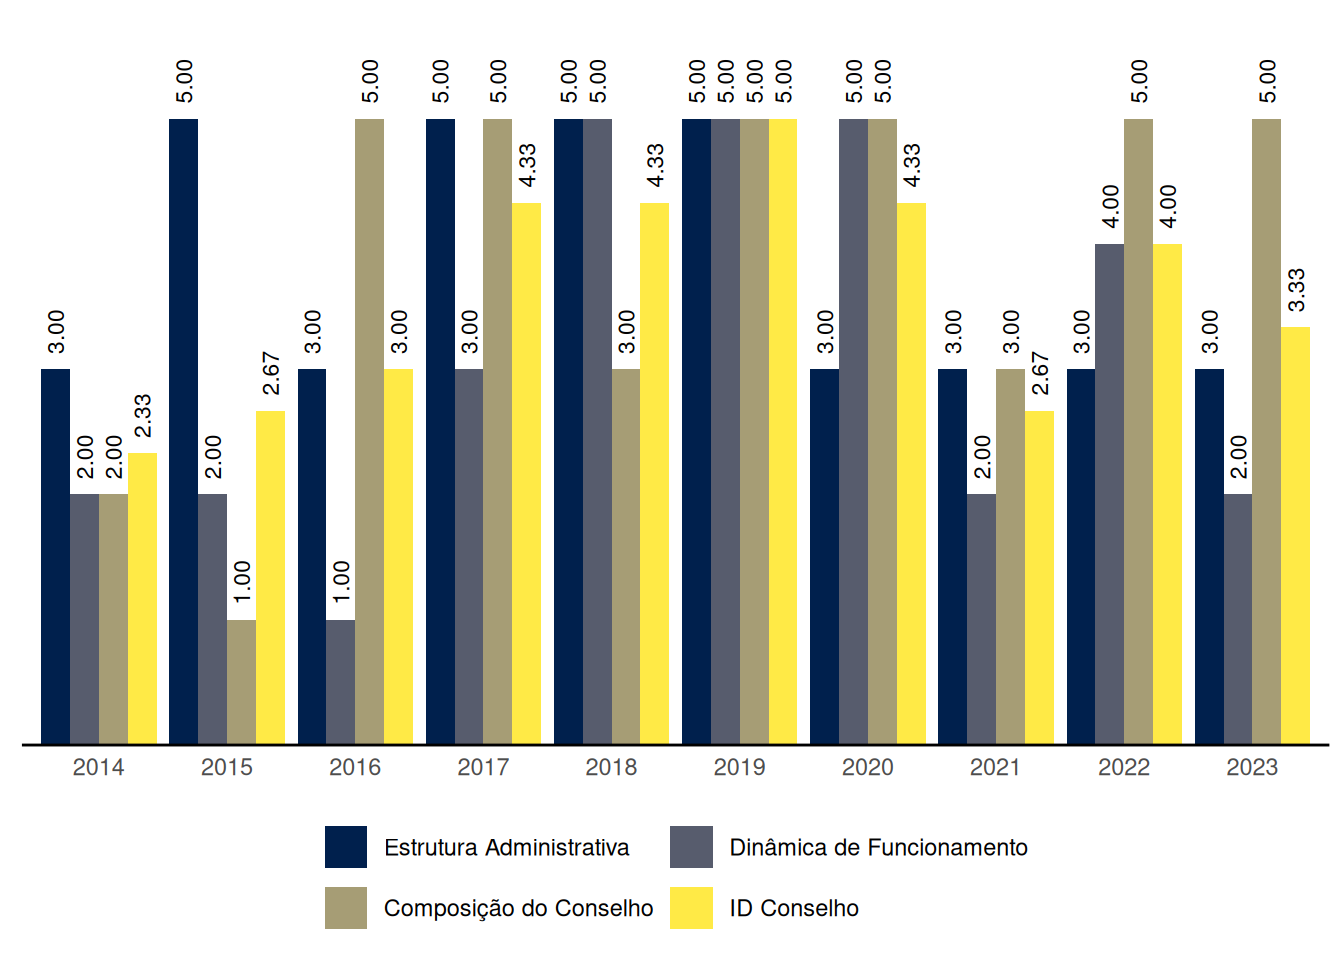 3.00 2.00 2.00 2.33
5.00 2.00 1.00 2.67
3.00 1.00 5.00 3.00
5.00 3.00 5.00 4.33
5.00 5.00 3.00 4.33
5.00 5.00 5.00 5.00
3.00 5.00 5.00 4.33
3.00 2.00 3.00 2.67
3.00 4.00 5.00 4.00
3.00 2.00 5.00 3.33
2014 2015 2016 2017 2018 2019 2020 2021 2022 2023
Estrutura Administrativa Dinâmica de Funcionamento
Composição do Conselho ID Conselho